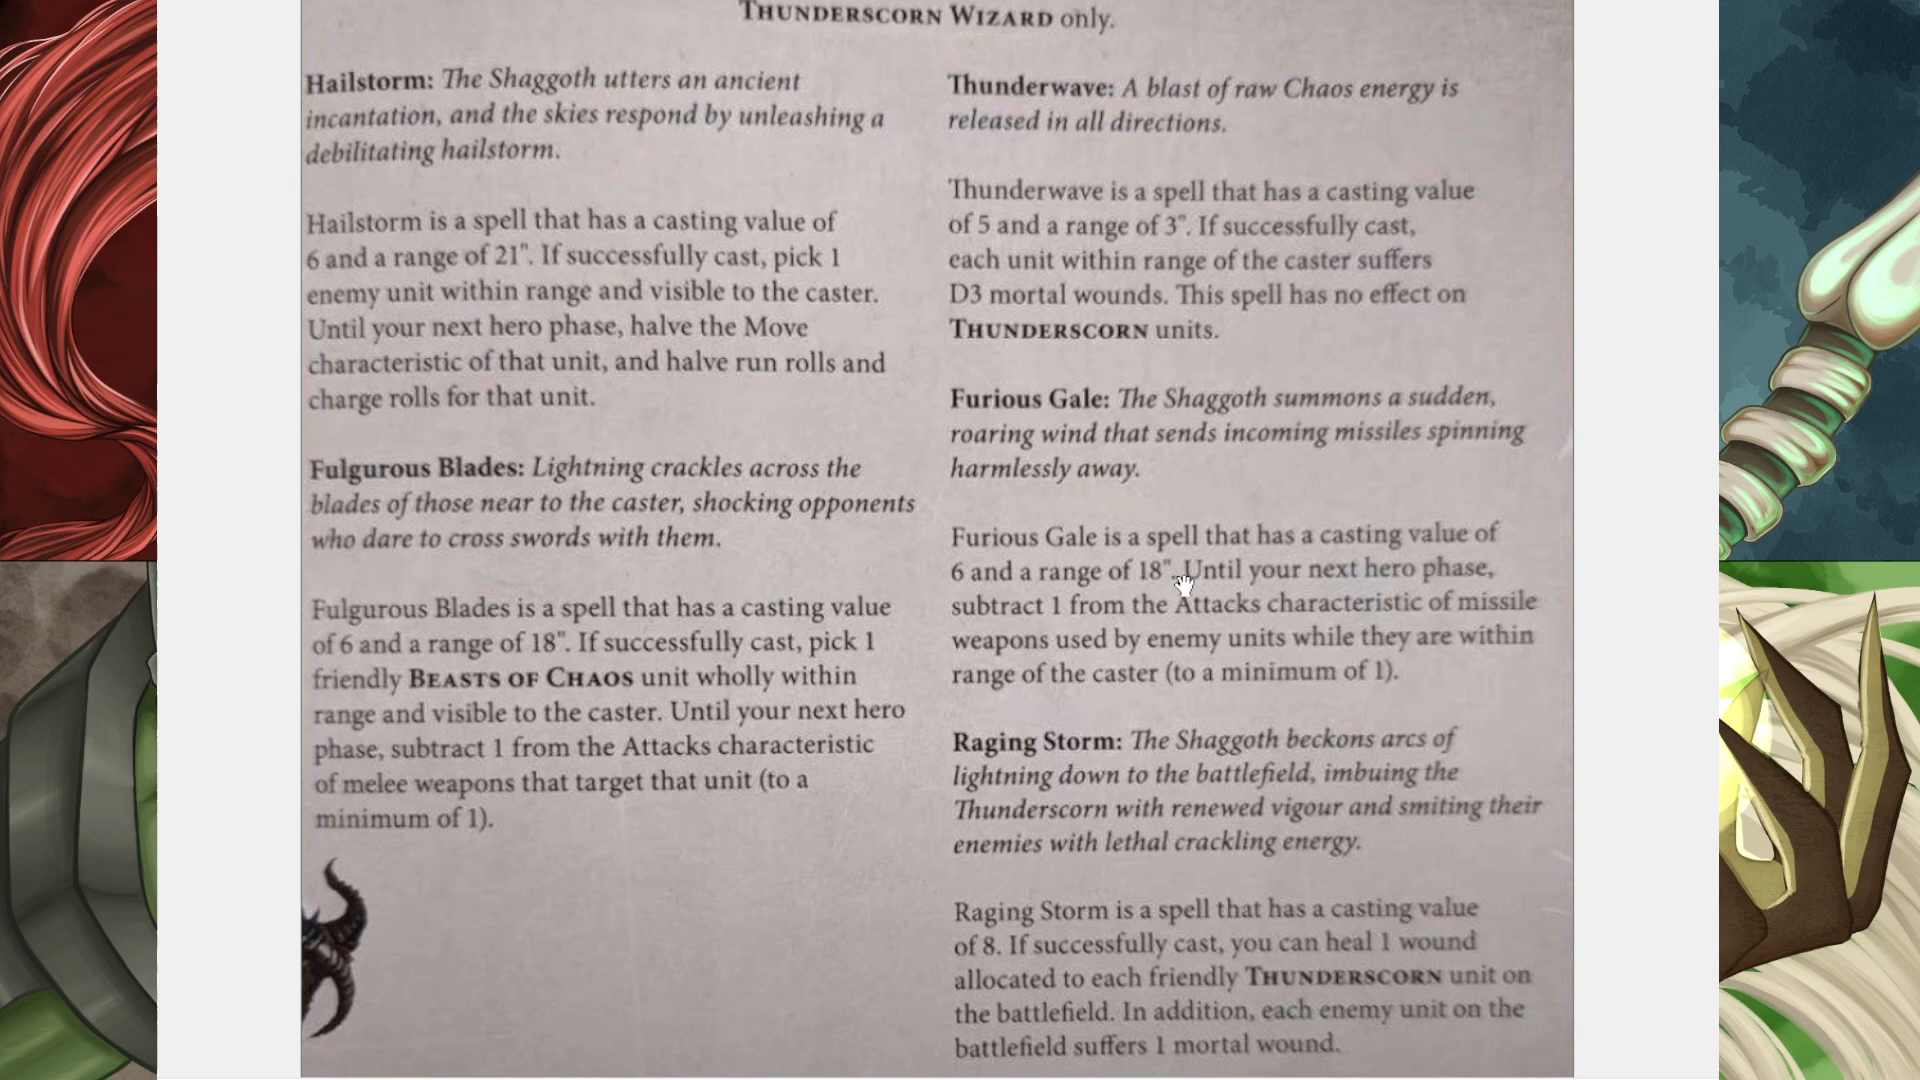 THUNDERSCORN WIZARD only.
Hailstorm: The Shaggoth utters an ancient
incantation, and the skies respond by unleashing a
debilitating hailstorm.
Hailstorm is a spell that has a casting value of
6 and a range of 21". If successfully cast, pick 1
enemy unit within range and visible to the caster.
Until your next hero phase, halve the Move
characteristic of that unit, and halve run rolls and
charge rolls for that unit.
Fulgurous Blades: Lightning crackles across the
blades of those near to the caster, shocking opponents
who dare to cross swords with them.
Fulgurous Blades is a spell that has a casting value
of 6 and a range of 18". If successfully cast, pick 1
friendly BEASTS OF CHAOS unit wholly within
range and visible to the caster. Until your next hero
phase, subtract 1 from the Attacks characteristic
of melee weapons that target that unit (to a
minimum of 1).
Thunderwave: A blast of raw Chaos energy is
released in all directions.
Thunderwave is a spell that has a casting value
of 5 and a range of 3". If successfully cast,
each unit within range of the caster suffers
D3 mortal wounds. This spell has no effect on
THUNDERSCORN units.
Furious Gale: The Shaggoth summons a sudden,
roaring wind that sends incoming missiles spinning
harmlessly away.
Furious Gale is a spell that has a casting value of
6 and a range of 18". Until your next hero phase,
subtract 1 from the Attacks characteristic of missile
weapons used by enemy units while they are within
range of the caster (to a minimum of 1).
Raging Storm: The Shaggoth beckons arcs of
lightning down to the battlefield, imbuing the
Thunderscorn with renewed vigour and smiting their
enemies with lethal crackling energy.
Raging Storm is a spell that has a casting value
of 8. If successfully cast, you can heal 1 wound
allocated to each friendly THUNDERSCORN unit on
the battlefield. In addition, each enemy unit on the
battlefield suffers 1 mortal wound.